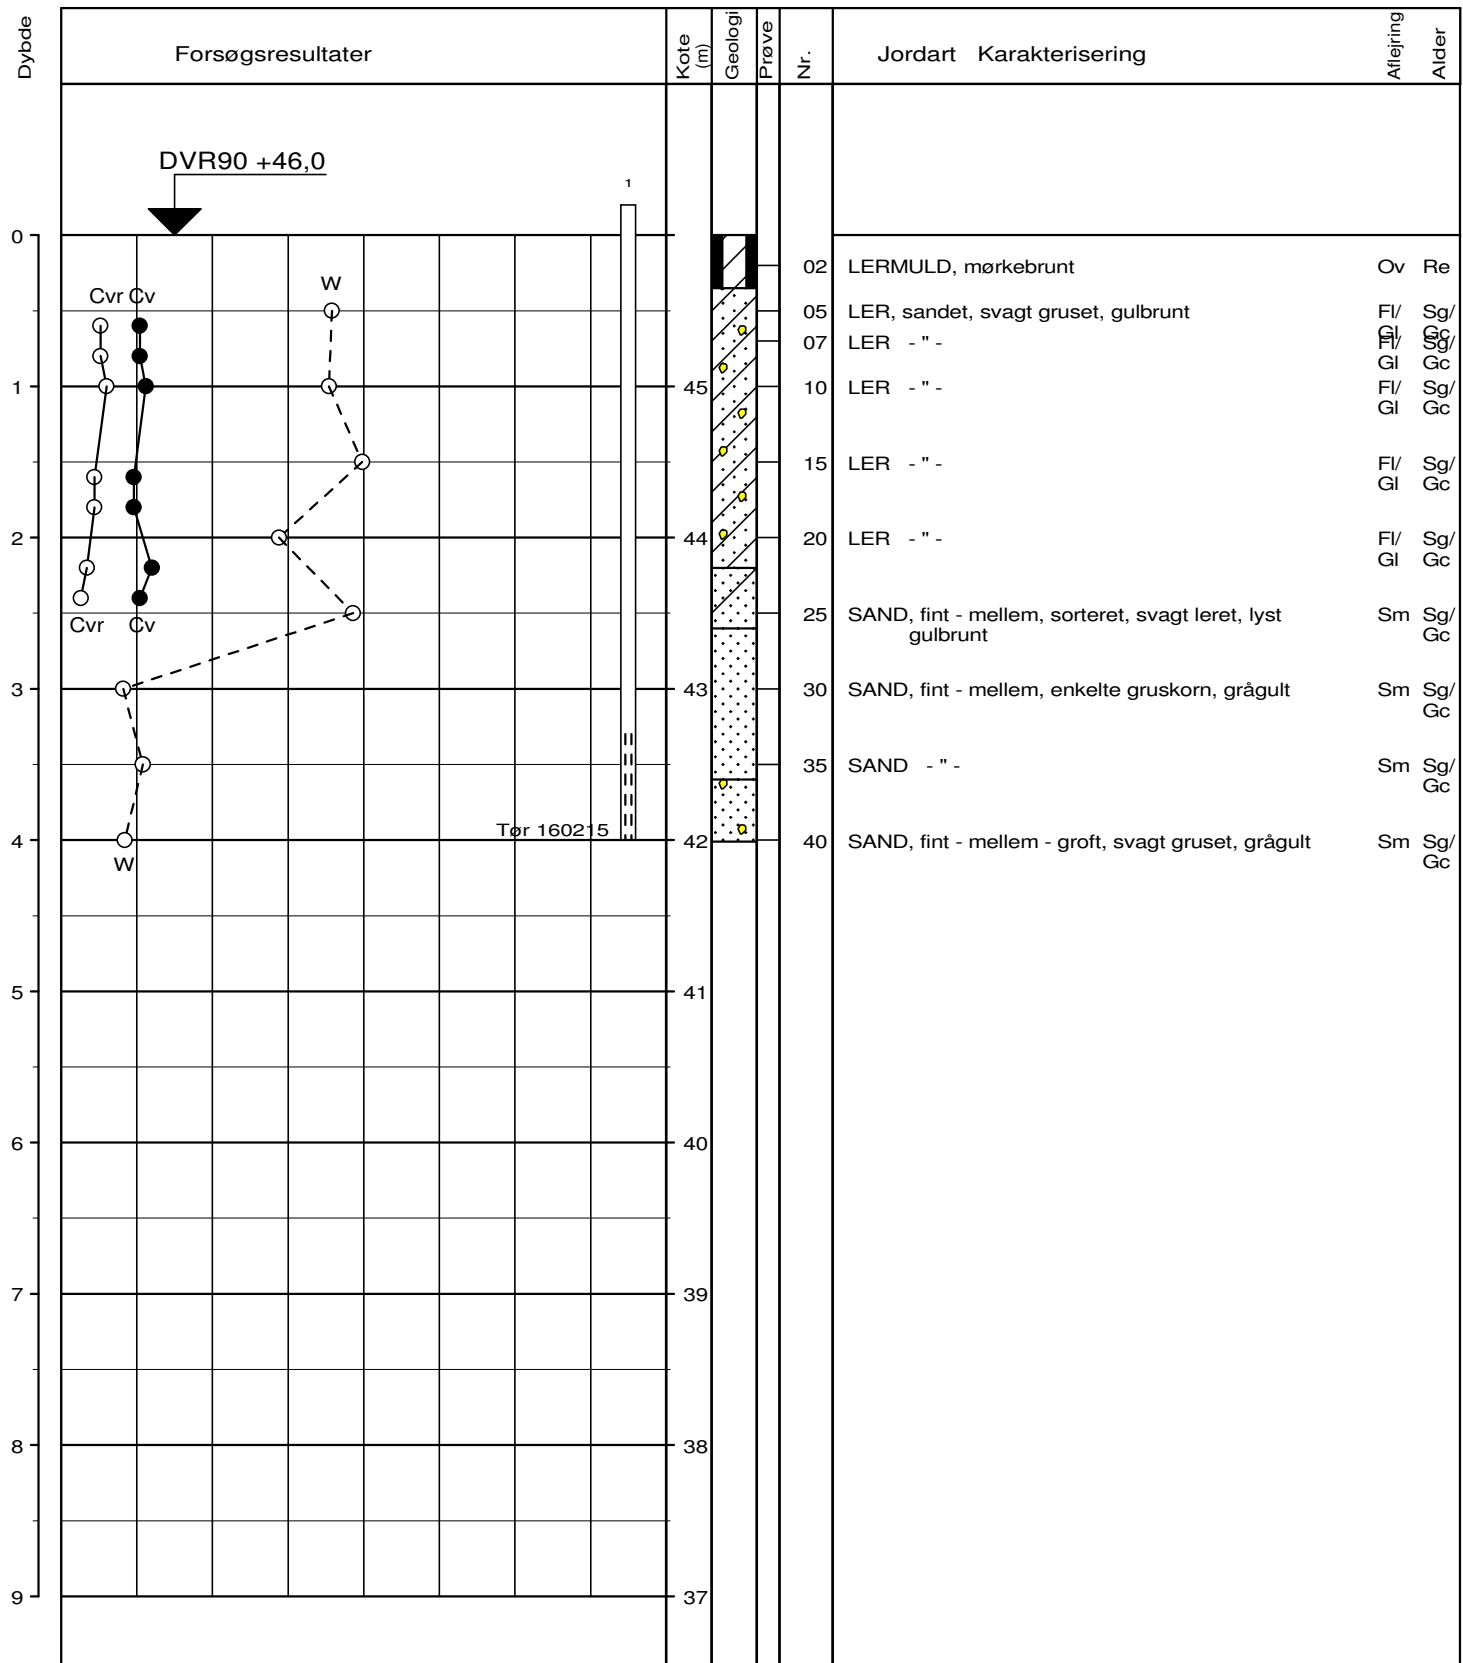 Dybde
Forsøgsresultater
Kote
(m)
Geologi
Prøve
Nr.
Jordart Karakterisering
Aflejring
Alder
DVR90 +46,0
1
0
02 LERMULD, mørkebrunt Ov Re
W
Cvr Cv
05 LER, sandet, svagt gruset, gulbrunt Fl/ Sg/
Gl Gc
07 LER - " - Fl/ Sg/
Gl Gc
1 45 10 LER - " - Fl/ Sg/
Gl Gc
15 LER - " - Fl/ Sg/
Gl Gc
2 44 20 LER - " - Fl/ Sg/
Gl Gc
25 SAND, fint - mellem, sorteret, svagt leret, lyst Sm Sg/
Cvr Cv gulbrunt Gc
3 43 30 SAND, fint - mellem, enkelte gruskorn, grågult Sm Sg/
Gc
35 SAND - " - Sm Sg/
Gc
Tør 160215
4 42 40 SAND, fint - mellem - groft, svagt gruset, grågult Sm Sg/
W Gc
5 41
6 40
7 39
8 38
9 37